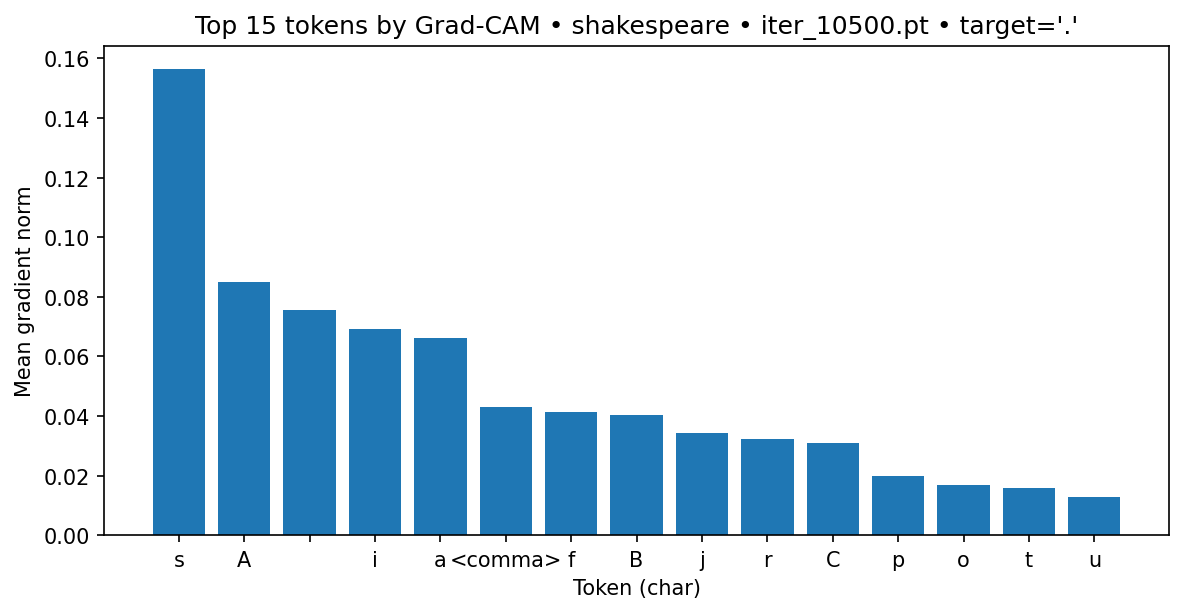 Top 15 tokens by Grad-CAM • shakespeare • iter_10500.pt • target='.'
Mean gradient norm
0.16
0.14
0.12
0.10
0.08
0.06
0.04
0.02
0.00
s A i a <comma> f B j r C p o t u
Token (char)